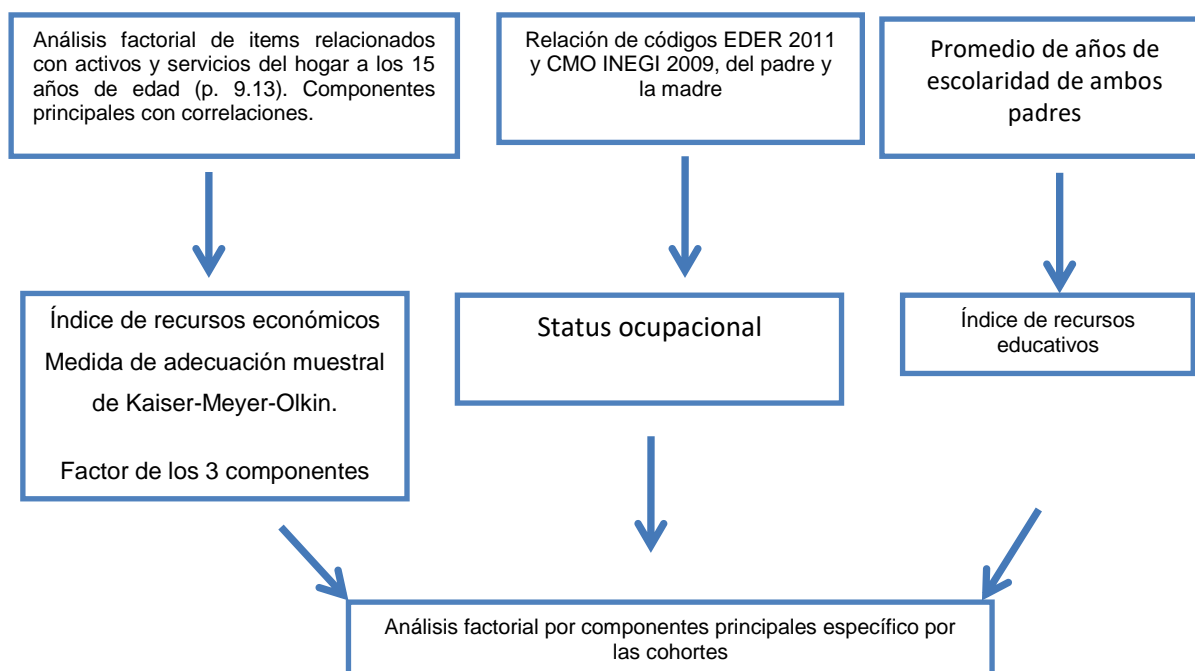 Análisis factorial de items relacionados
con activos y servicios del hogar a los 15
años de edad (p. 9.13). Componentes
principales con correlaciones.
Relación de códigos EDER 2011
y CMO INEGI 2009, del padre y
la madre
Promedio de años de
escolaridad de ambos
padres
Índice de recursos económicos
Medida de adecuación muestral
de Kaiser-Meyer-Olkin.
Factor de los 3 componentes
Status ocupacional
Índice de recursos
educativos
Análisis factorial por componentes principales específico por
las cohortes